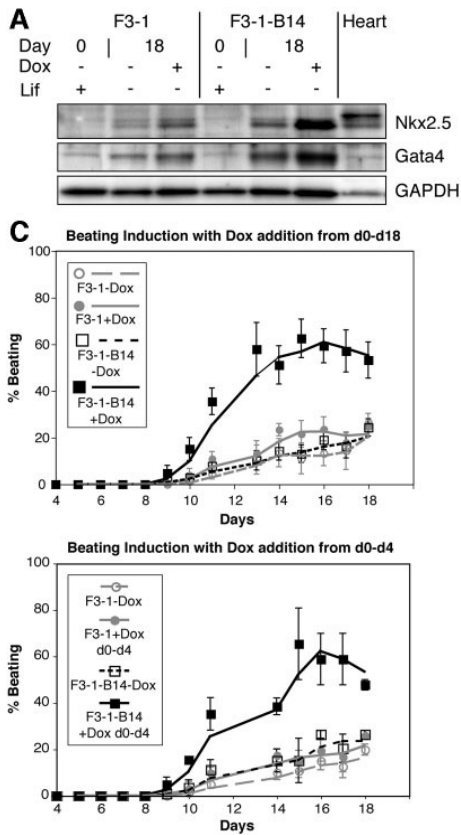 A
F3-1 F3-1-B14 Heart
Day 0 18 0 18
Dox - - + - - +
Lif + - - + - -
Nkx2.5
Gata4
GAPDH
C
Beating Induction with Dox addition from d0-d18
100
80
60
40
20
0
% Beating
F3-1-Dox
F3-1+Dox
F3-1-B14
-Dox
F3-1-B14
+Dox
4 6 8 10 12 14 16 18
Days
Beating Induction with Dox addition from d0-d4
100
80
60
40
20
0
% Beating
F3-1-Dox
F3-1+Dox
d0-d4
F3-1-B14-Dox
F3-1-B14
+Dox d0-d4
4 6 8 10 12 14 16 18
Days